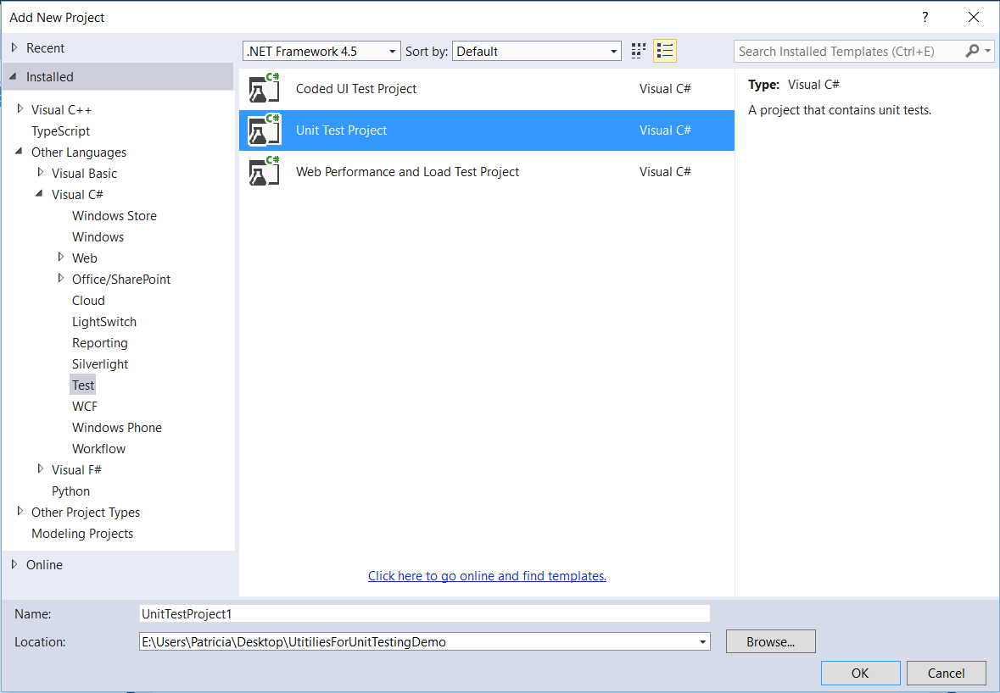 Add New Project
?
Recent
Installed
Visual C++
TypeScript
Other Languages
Visual Basic
Visual C#
Windows Store
Windows
Web
Office/SharePoint
Cloud
LightSwitch
Reporting
Silverlight
Test
WCF
Windows Phone
Workflow
Visual F#
Python
Other Project Types
Modeling Projects
Online
.NET Framework 4.5 Sort by: Default
Search Installed Templates (Ctrl+E)
C# Coded UI Test Project Visual C#
C# Unit Test Project Visual C#
C# Web Performance and Load Test Project Visual C#
Click here to go online and find templates.
Type: Visual C#
A project that contains unit tests.
Name: UnitTestProject1
Location: E:\Users\Patricia\Desktop\UtitiliesForUnitTestingDemo Browse...
OK Cancel